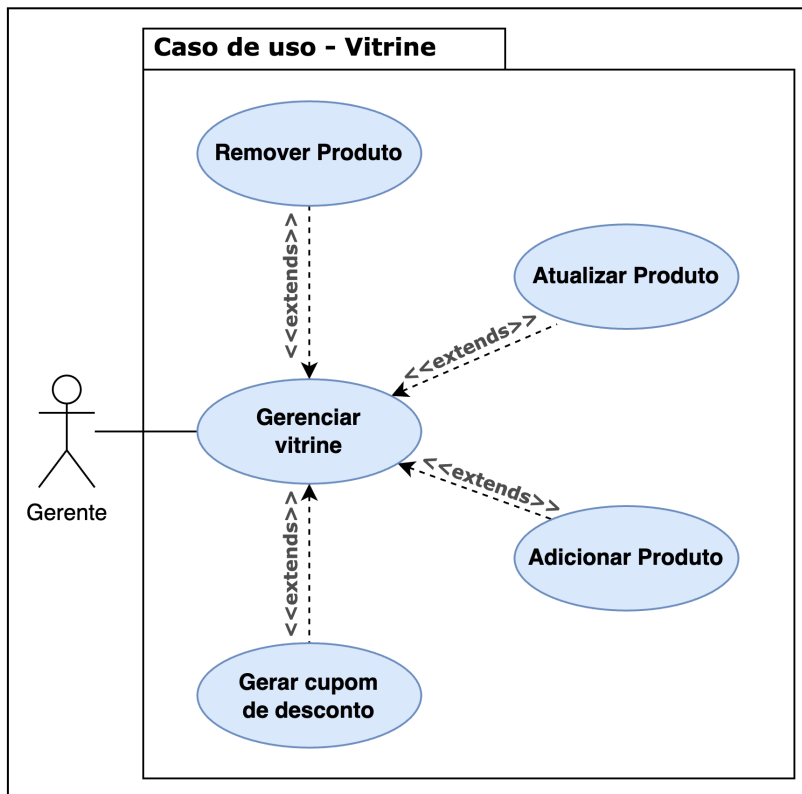 Caso de uso - Vitrine
Remover Produto
<<extends>>
Atualizar Produto
<<extends>>
Gerenciar
vitrine
Gerente
<<extends>>
<<extends>>
Adicionar Produto
Gerar cupom
de desconto